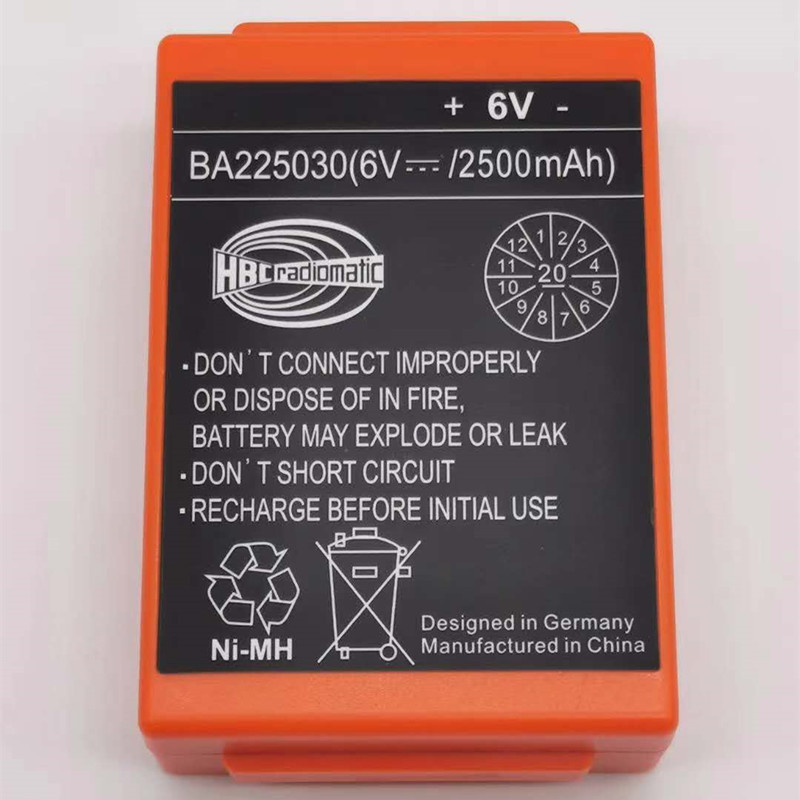 + 6V -
BA225030(6V⎓/2500mAh)
HBC radiomatic
12 1 2 3
11 20 4
10 5
9 8 7 6
·DON'T CONNECT IMPROPERLY
OR DISPOSE OF IN FIRE,
BATTERY MAY EXPLODE OR LEAK
·DON'T SHORT CIRCUIT
·RECHARGE BEFORE INITIAL USE
Ni-MH
Designed in Germany
Manufactured in China